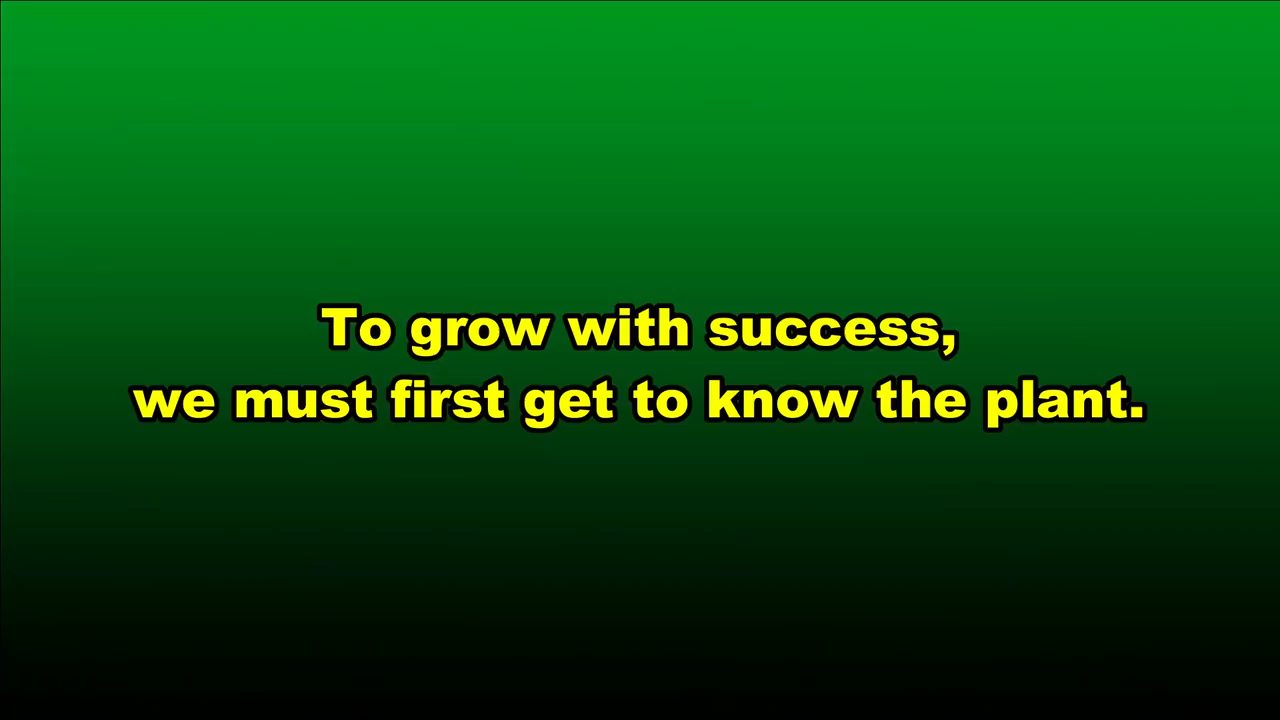 To grow with success,
we must first get to know the plant.